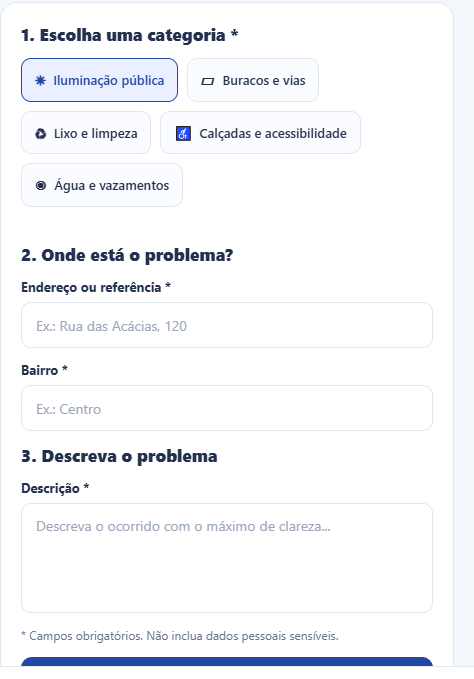 1. Escolha uma categoria *
Iluminação pública
Buracos e vias
Lixo e limpeza
Calçadas e acessibilidade
Água e vazamentos
2. Onde está o problema?
Endereço ou referência *
Ex.: Rua das Acácias, 120
Bairro *
Ex.: Centro
3. Descreva o problema
Descrição *
Descreva o ocorrido com o máximo de clareza...
* Campos obrigatórios. Não inclua dados pessoais sensíveis.